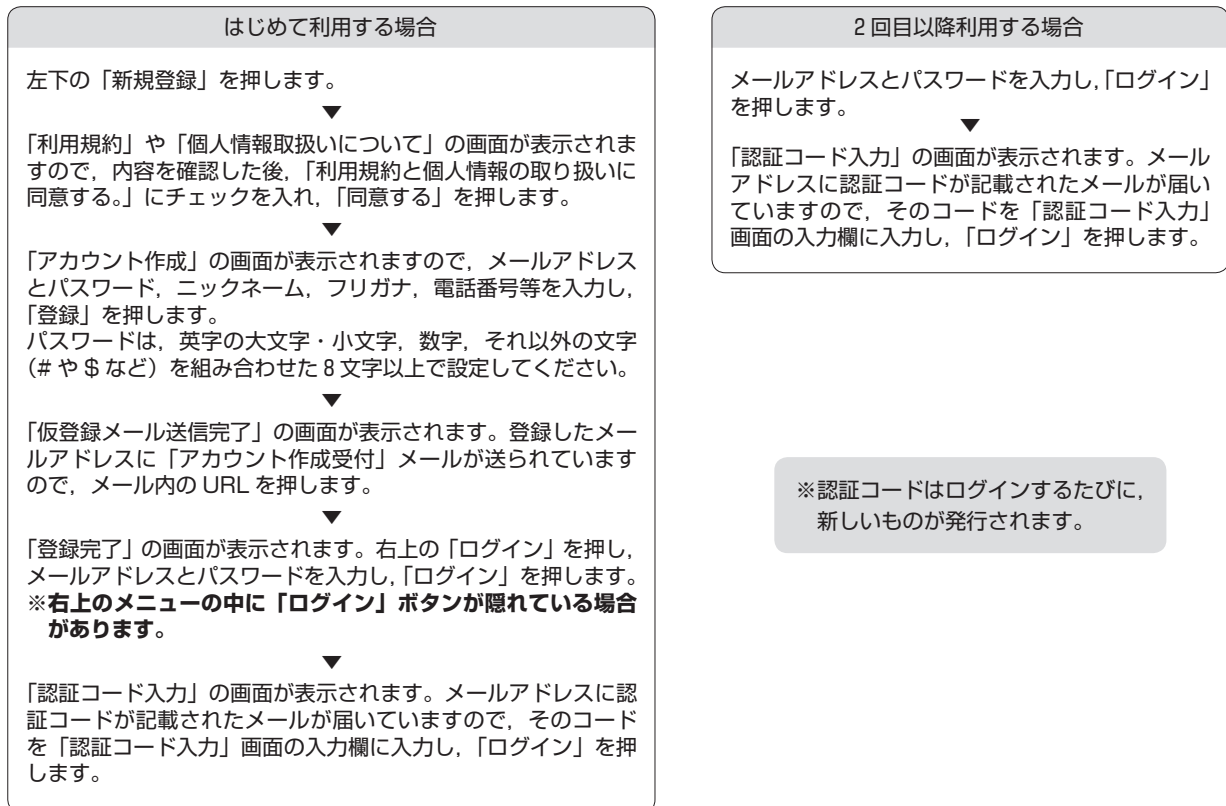 はじめて利用する場合
左下の「新規登録」を押します。
▼
「利用規約」や「個人情報取扱いについて」の画面が表示されま
すので，内容を確認した後，「利用規約と個人情報の取り扱いに
同意する。」にチェックを入れ，「同意する」を押します。
▼
「アカウント作成」の画面が表示されますので，メールアドレス
とパスワード，ニックネーム，フリガナ，電話番号等を入力し，
「登録」を押します。
パスワードは，英字の大文字・小文字，数字，それ以外の文字
（# や $ など）を組み合わせた 8 文字以上で設定してください。
▼
「仮登録メール送信完了」の画面が表示されます。登録したメー
ルアドレスに「アカウント作成受付」メールが送られています
ので，メール内の URL を押します。
▼
「登録完了」の画面が表示されます。右上の「ログイン」を押し，
メールアドレスとパスワードを入力し，「ログイン」を押します。
※右上のメニューの中に「ログイン」ボタンが隠れている場合
があります。
▼
「認証コード入力」の画面が表示されます。メールアドレスに認
証コードが記載されたメールが届いていますので，そのコード
を「認証コード入力」画面の入力欄に入力し，「ログイン」を押
します。
2 回目以降利用する場合
メールアドレスとパスワードを入力し，「ログイン」
を押します。
▼
「認証コード入力」の画面が表示されます。メール
アドレスに認証コードが記載されたメールが届い
ていますので，そのコードを「認証コード入力」
画面の入力欄に入力し，「ログイン」を押します。
※認証コードはログインするたびに，
新しいものが発行されます。